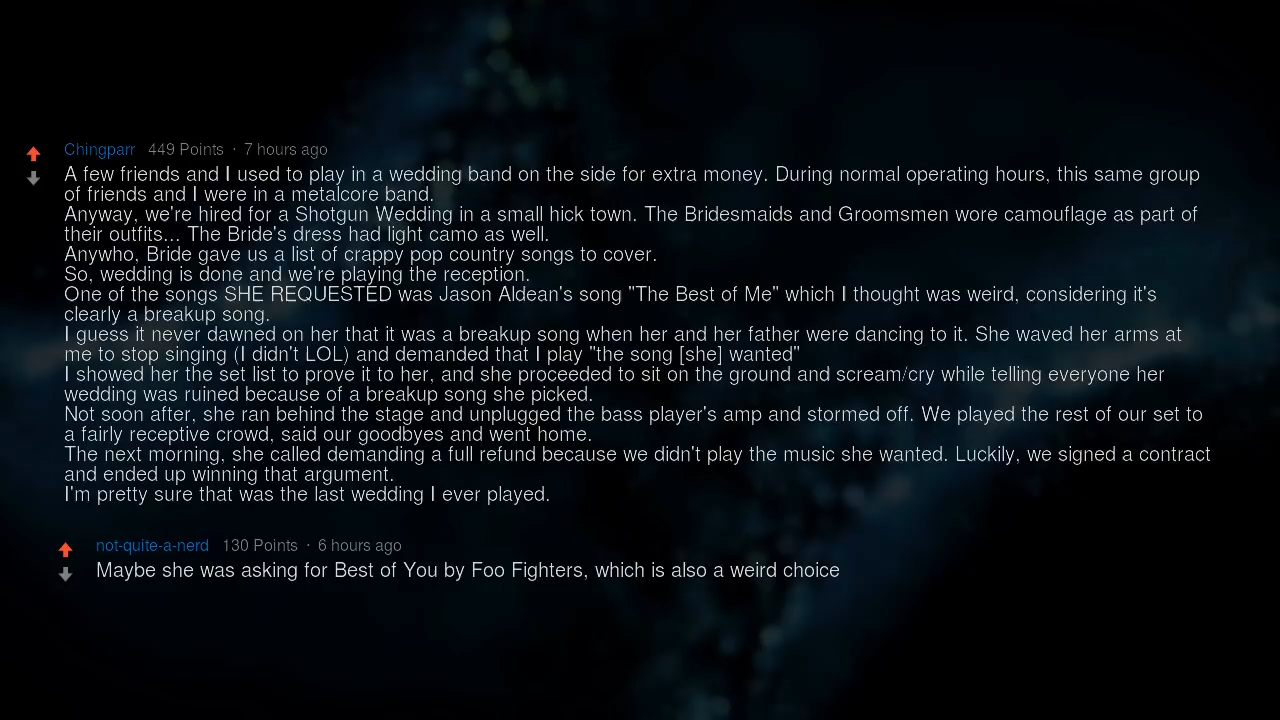 Chingparr 449 Points · 7 hours ago
A few friends and I used to play in a wedding band on the side for extra money. During normal operating hours, this same group
of friends and I were in a metalcore band.
Anyway, we're hired for a Shotgun Wedding in a small hick town. The Bridesmaids and Groomsmen wore camouflage as part of
their outfits... The Bride's dress had light camo as well.
Anywho, Bride gave us a list of crappy pop country songs to cover.
So, wedding is done and we're playing the reception.
One of the songs SHE REQUESTED was Jason Aldean's song "The Best of Me" which I thought was weird, considering it's
clearly a breakup song.
I guess it never dawned on her that it was a breakup song when her and her father were dancing to it. She waved her arms at
me to stop singing (I didn't LOL) and demanded that I play "the song [she] wanted"
I showed her the set list to prove it to her, and she proceeded to sit on the ground and scream/cry while telling everyone her
wedding was ruined because of a breakup song she picked.
Not soon after, she ran behind the stage and unplugged the bass player's amp and stormed off. We played the rest of our set to
a fairly receptive crowd, said our goodbyes and went home.
The next morning, she called demanding a full refund because we didn't play the music she wanted. Luckily, we signed a contract
and ended up winning that argument.
I'm pretty sure that was the last wedding I ever played.
not-quite-a-nerd 130 Points · 6 hours ago
Maybe she was asking for Best of You by Foo Fighters, which is also a weird choice